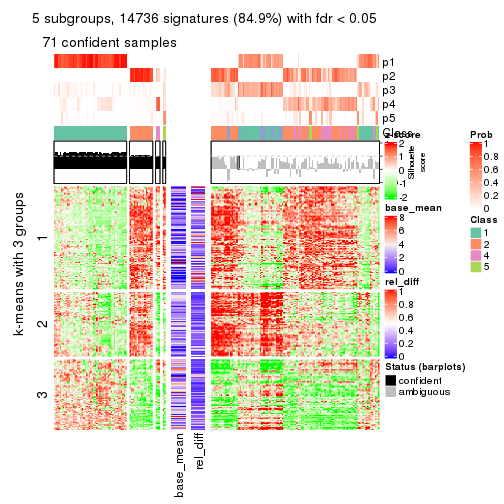 5 subgroups, 14736 signatures (84.9%) with fdr < 0.05
71 confident samples
p1
p2
p3
p4
p5
Class
z-score
2
1
0
-1
-2
Silhouette
score
Prob
1
0.8
0.6
0.4
0.2
0
Class
1
2
4
5
base_mean
8
6
4
2
0
rel_diff
1
0.8
0.6
0.4
0.2
0
Status (barplots)
confident
ambiguous
k-means with 3 groups
1
2
3
base_mean
rel_diff